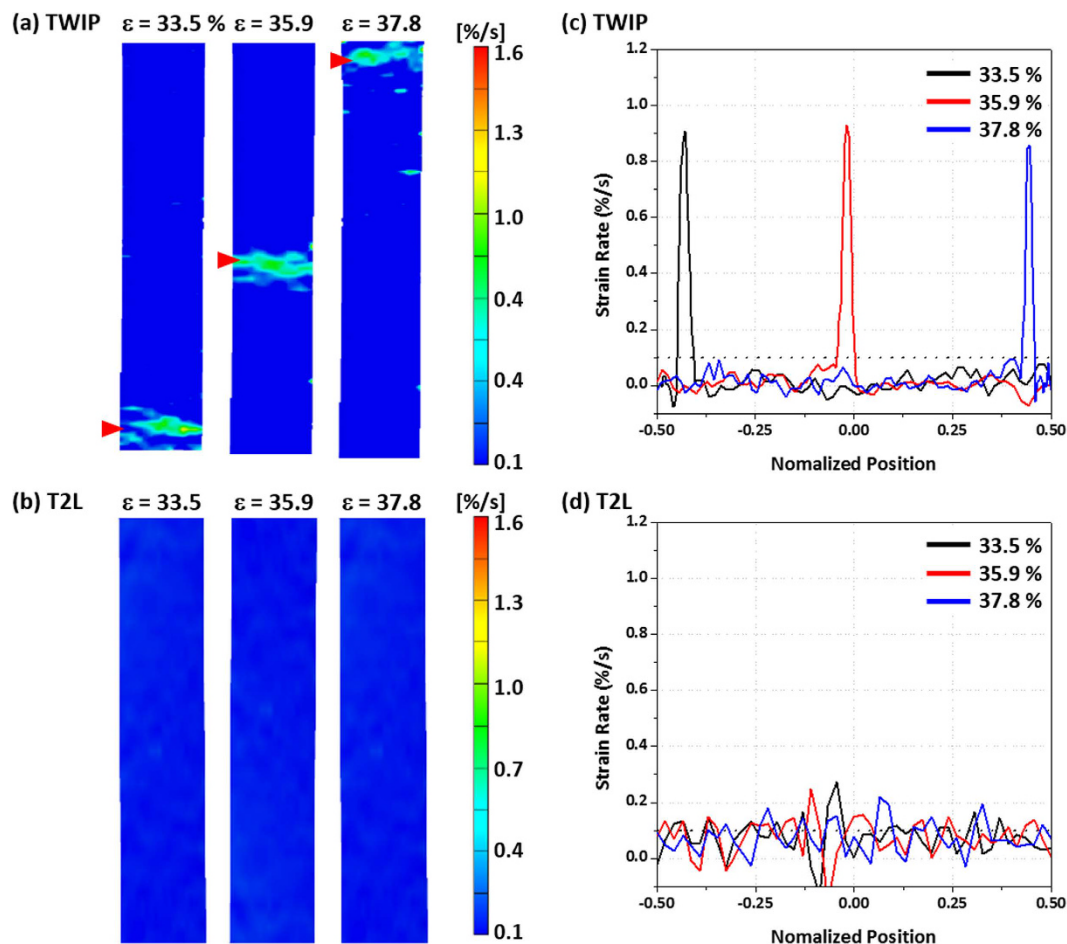 (a) TWIP
ε = 33.5 % ε = 35.9 ε = 37.8
[%/s]
1.6
1.3
1.0
0.4
0.4
0.1
(c) TWIP
1.2
1.0
0.8
0.6
0.4
0.2
0.0
Strain Rate (%/s)
33.5 %
35.9 %
37.8 %
-0.50 -0.25 0.00 0.25 0.50
Nomalized Position
(b) T2L
ε = 33.5 ε = 35.9 ε = 37.8
[%/s]
1.6
1.3
1.0
0.7
0.4
0.1
(d) T2L
1.2
1.0
0.8
0.6
0.4
0.2
0.0
Strain Rate (%/s)
33.5 %
35.9 %
37.8 %
-0.50 -0.25 0.00 0.25 0.50
Nomalized Position